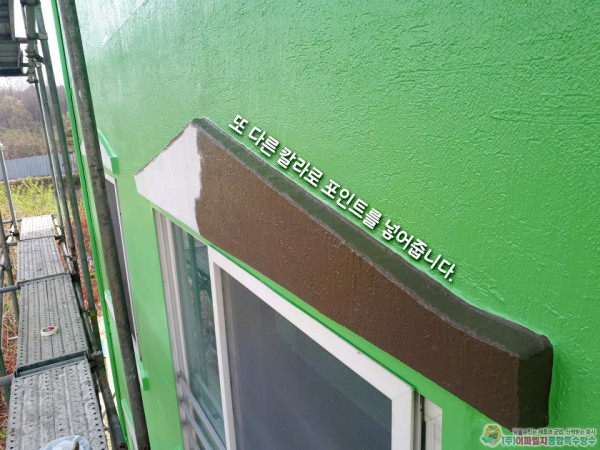 또 다른 칼라로 포인트를 넣어줍니다.
(주)이파엘지종합특수방수